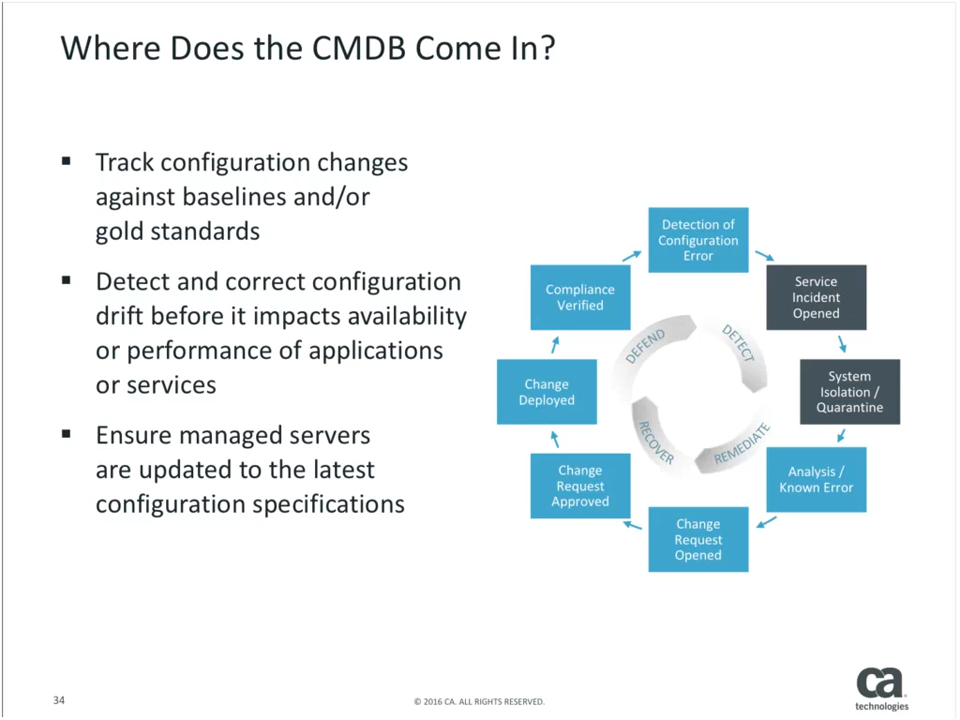 Where Does the CMDB Come In?
▪ Track configuration changes
against baselines and/or
gold standards
▪ Detect and correct configuration
drift before it impacts availability
or performance of applications
or services
▪ Ensure managed servers
are updated to the latest
configuration specifications
Detection of
Configuration
Error
Service
Incident
Opened
System
Isolation /
Quarantine
Analysis /
Known Error
Change
Request
Opened
Change
Request
Approved
Change
Deployed
Compliance
Verified
DEFEND
DETECT
REMEDIATE
RECOVER
34
© 2016 CA. ALL RIGHTS RESERVED.
ca
technologies